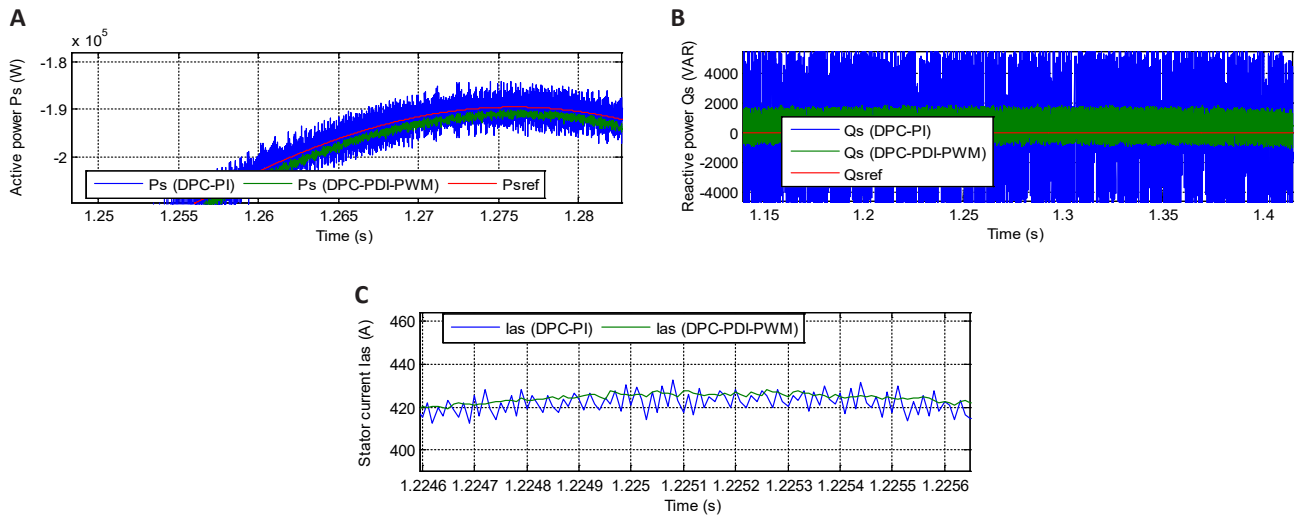 A
x 10⁵
Active power Ps (W)
-1.8
-1.9
-2
Ps (DPC-PI) Ps (DPC-PDI-PWM) Psref
1.25 1.255 1.26 1.265 1.27 1.275 1.28
Time (s)
B
Reactive power Qs (VAR)
4000
2000
0
-2000
-4000
Qs (DPC-PI)
Qs (DPC-PDI-PWM)
Qsref
1.15 1.2 1.25 1.3 1.35 1.4
Time (s)
C
Stator current Ias (A)
460
440
420
400
Ias (DPC-PI) Ias (DPC-PDI-PWM)
1.2246 1.2247 1.2248 1.2249 1.225 1.2251 1.2252 1.2253 1.2254 1.2255 1.2256
Time (s)